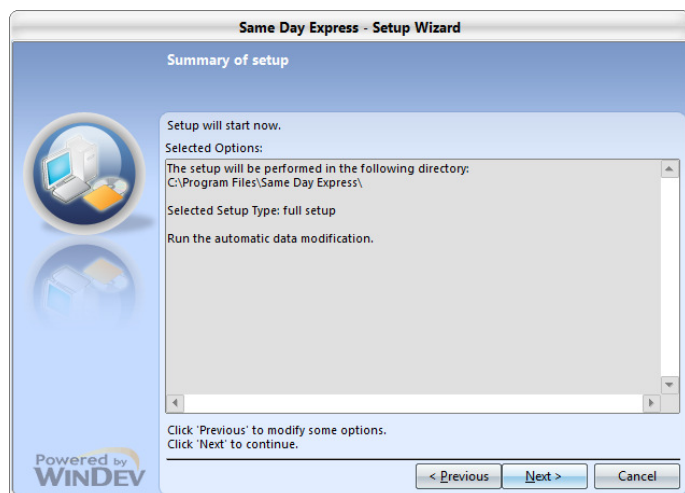 Same Day Express - Setup Wizard
Summary of setup
Setup will start now.
Selected Options:
The setup will be performed in the following directory:
C:\Program Files\Same Day Express\
Selected Setup Type: full setup
Run the automatic data modification.
Click 'Previous' to modify some options.
Click 'Next' to continue.
Powered by
WINDEV
< Previous
Next >
Cancel